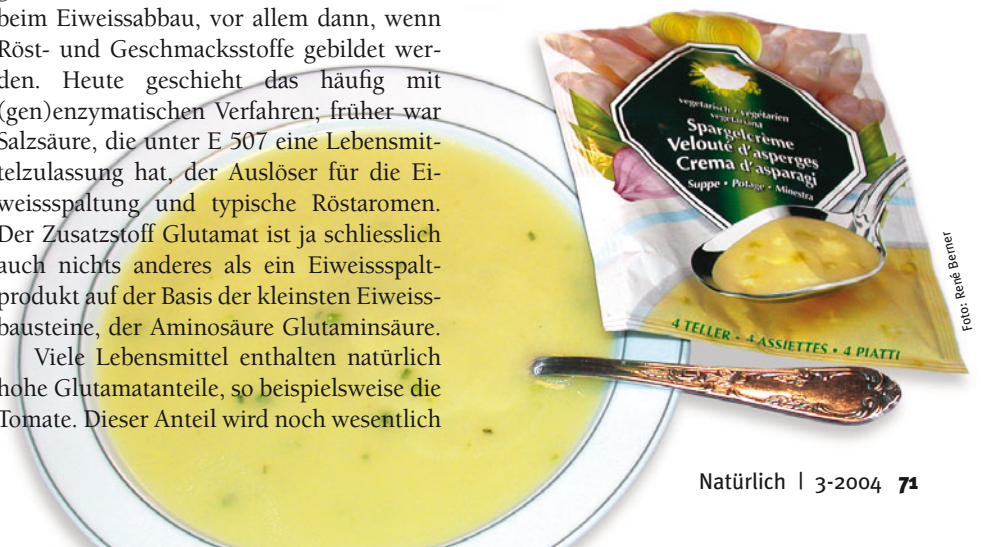 beim Eiweissabbau, vor allem dann, wenn
Röst- und Geschmacksstoffe gebildet wer-
den. Heute geschieht das häufig mit
(gen)enzymatischen Verfahren; früher war
Salzsäure, die unter E 507 eine Lebensmit-
telzulassung hat, der Auslöser für die Ei-
weissspaltung und typische Röstaromen.
Der Zusatzstoff Glutamat ist ja schliesslich
auch nichts anderes als ein Eiweissspalt-
produkt auf der Basis der kleinsten Eiweiss-
bausteine, der Aminosäure Glutaminsäure.
Viele Lebensmittel enthalten natürlich
hohe Glutamatanteile, so beispielsweise die
Tomate. Dieser Anteil wird noch wesentlich
vegetarisch • végétarien
vegetariana
Spargelcrème
Velouté d'asperges
Crema d'asparagi
Suppe • Potage • Minestra
4 TELLER • 4 ASSIETTES • 4 PIATTI
Foto: René Berner
Natürlich | 3-2004 71